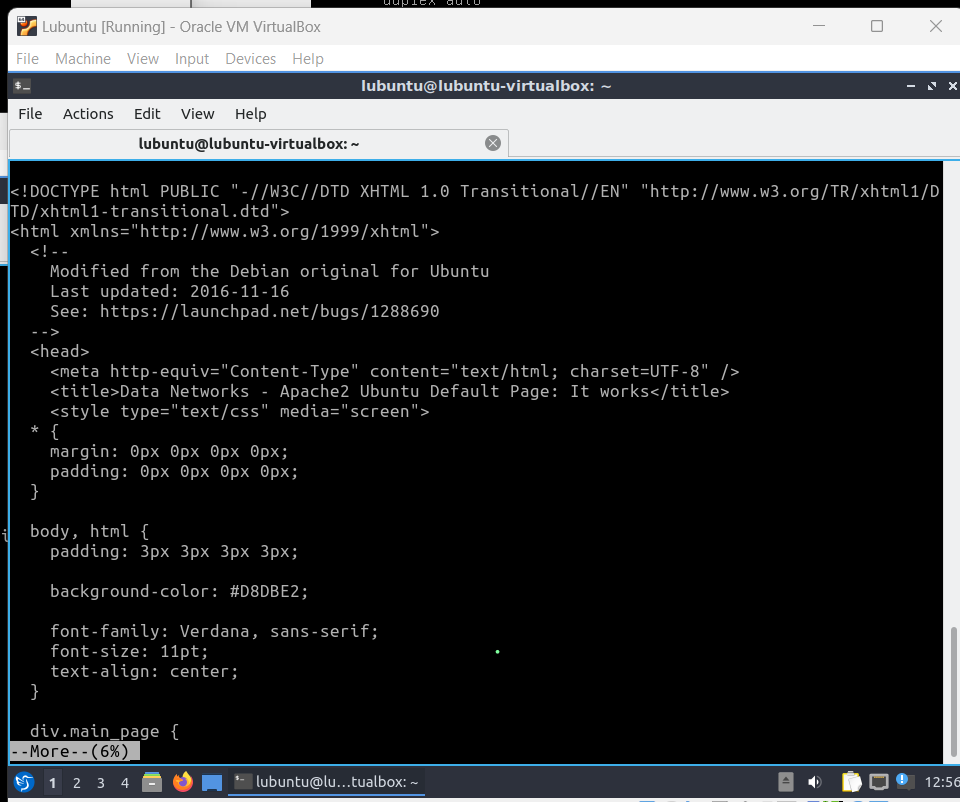 duplex auto
Lubuntu [Running] - Oracle VM VirtualBox
File Machine View Input Devices Help
lubuntu@lubuntu-virtualbox: ~
File Actions Edit View Help
lubuntu@lubuntu-virtualbox: ~
<!DOCTYPE html PUBLIC "-//W3C//DTD XHTML 1.0 Transitional//EN" "http://www.w3.org/TR/xhtml1/D
TD/xhtml1-transitional.dtd">
<html xmlns="http://www.w3.org/1999/xhtml">
  <!--
    Modified from the Debian original for Ubuntu
    Last updated: 2016-11-16
    See: https://launchpad.net/bugs/1288690
  -->
  <head>
    <meta http-equiv="Content-Type" content="text/html; charset=UTF-8" />
    <title>Data Networks - Apache2 Ubuntu Default Page: It works</title>
    <style type="text/css" media="screen">
  * {
    margin: 0px 0px 0px 0px;
    padding: 0px 0px 0px 0px;
  }
  body, html {
    padding: 3px 3px 3px 3px;
    background-color: #D8DBE2;
    font-family: Verdana, sans-serif;
    font-size: 11pt;
    text-align: center;
  }
  div.main_page {
--More--(6%)
1 2 3 4 lubuntu@lu...tualbox: ~ 12:56